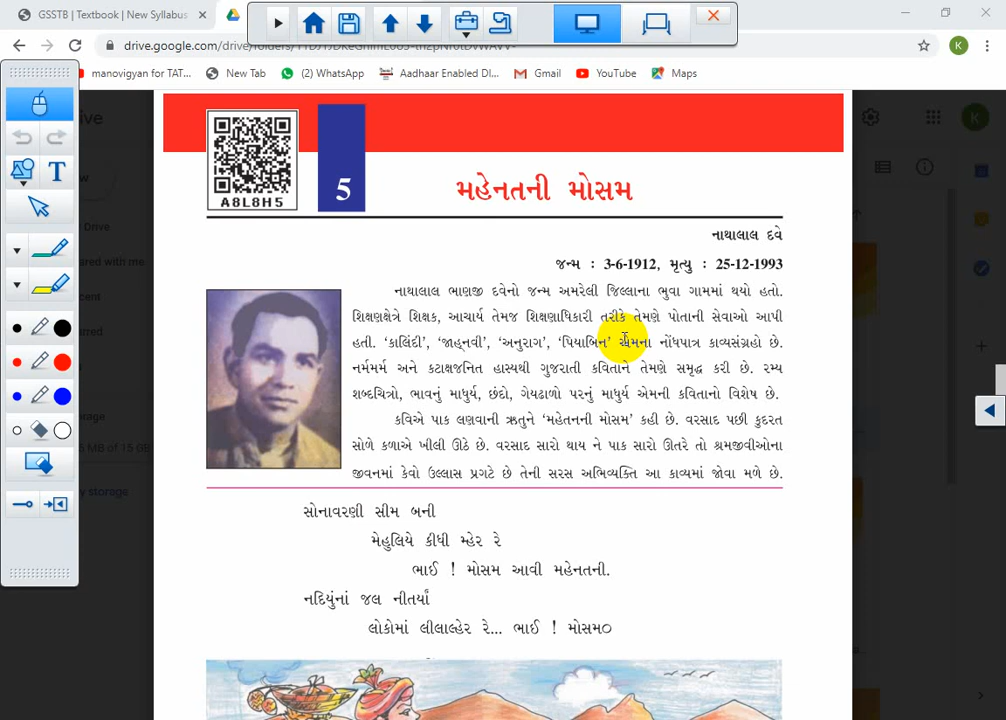 GSSTB | Textbook | New Syllabus
drive.google.com/drive/folders/
manovigyan for TAT...
New Tab
(2) WhatsApp
Aadhaar Enabled DI...
Gmail
YouTube
Maps
K
K
T
A8L8H5
5
મહેનતની મોસમ
નાથાલાલ દવે
જન્મ : 3-6-1912, મૃત્યુ : 25-12-1993
નાથાલાલ ભાણજી દવેનો જન્મ અમરેલી જિલ્લાના ભુવા ગામમાં થયો હતો.
શિક્ષણક્ષેત્રે શિક્ષક, આચાર્ય તેમજ શિક્ષણાધિકારી તરીકે તેમણે પોતાની સેવાઓ આપી
હતી. ‘કાલિંદી’, ‘જાહ્નવી’, ‘અનુરાગ’, ‘પિયાબિન’ એમના નોંધપાત્ર કાવ્યસંગ્રહો છે.
નર્મમર્મ અને કટાક્ષજનિત હાસ્યથી ગુજરાતી કવિતાને તેમણે સમૃદ્ધ કરી છે. રમ્ય
શબ્દચિત્રો, ભાવનું માધુર્ય, છંદો, ગેયઢાળો પરનું માધુર્ય એમની કવિતાનો વિશેષ છે.
કવિએ પાક લણવાની ઋતુને ‘મહેતનની મોસમ’ કહી છે. વરસાદ પછી કુદરત
સોળે કળાએ ખીલી ઊઠે છે. વરસાદ સારો થાય ને પાક સારો ઊતરે તો શ્રમજીવીઓના
જીવનમાં કેવો ઉલ્લાસ પ્રગટે છે તેની સરસ અભિવ્યક્તિ આ કાવ્યમાં જોવા મળે છે.
સોનાવરણી સીમ બની
મેહુલિયે કીધી મ્હેર રે
ભાઈ ! મોસમ આવી મહેનતની.
નદિયુંનાં જલ નીતર્યાં
લોકોમાં લીલાલ્હેર રે... ભાઈ ! મોસમ૦